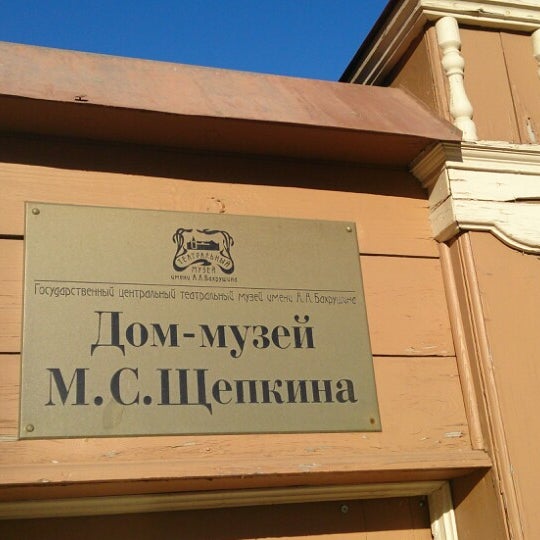 ТЕАТРАЛЬНЫЙ
МУЗЕЙ
ИМЕНИ А.А.БАХРУШИНА
Государственный центральный театральный музей имени А.А.Бахрушина
Дом-музей
М.С.Щепкина